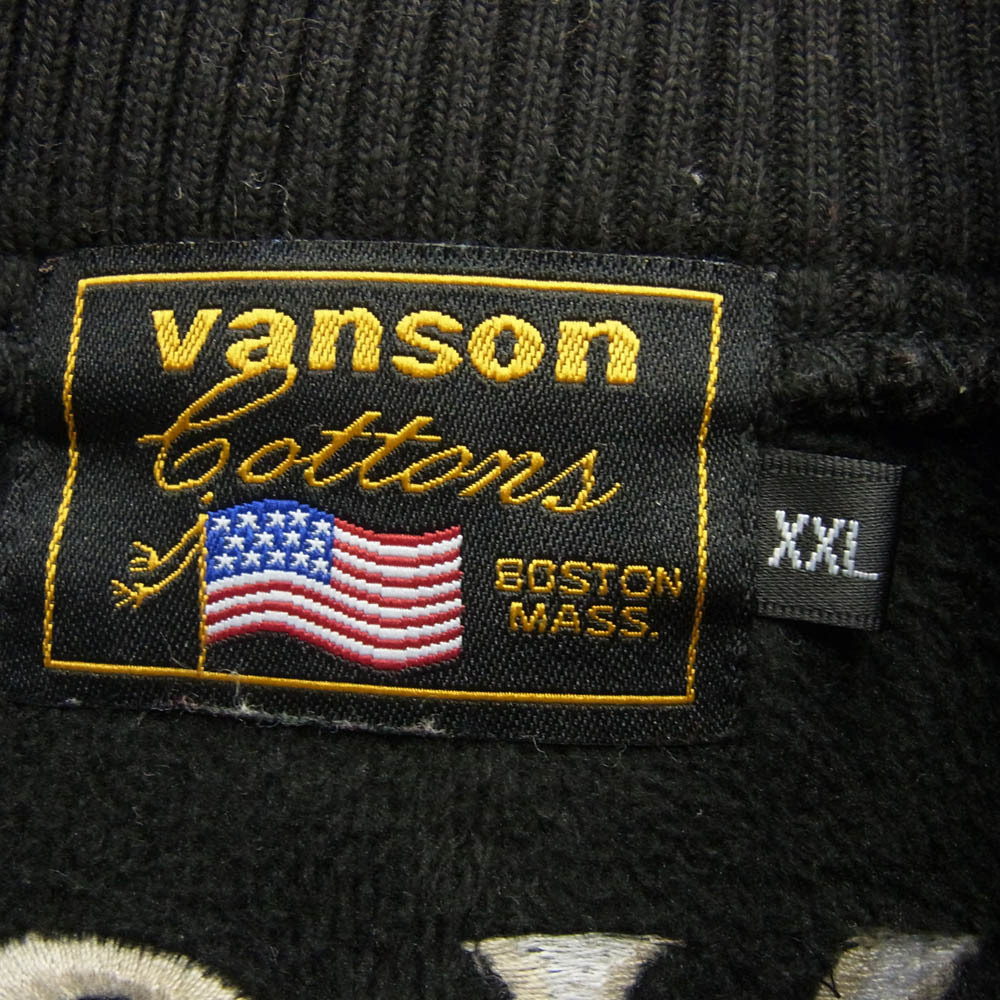 vanson
Cottons
BOSTON
MASS.
XXL